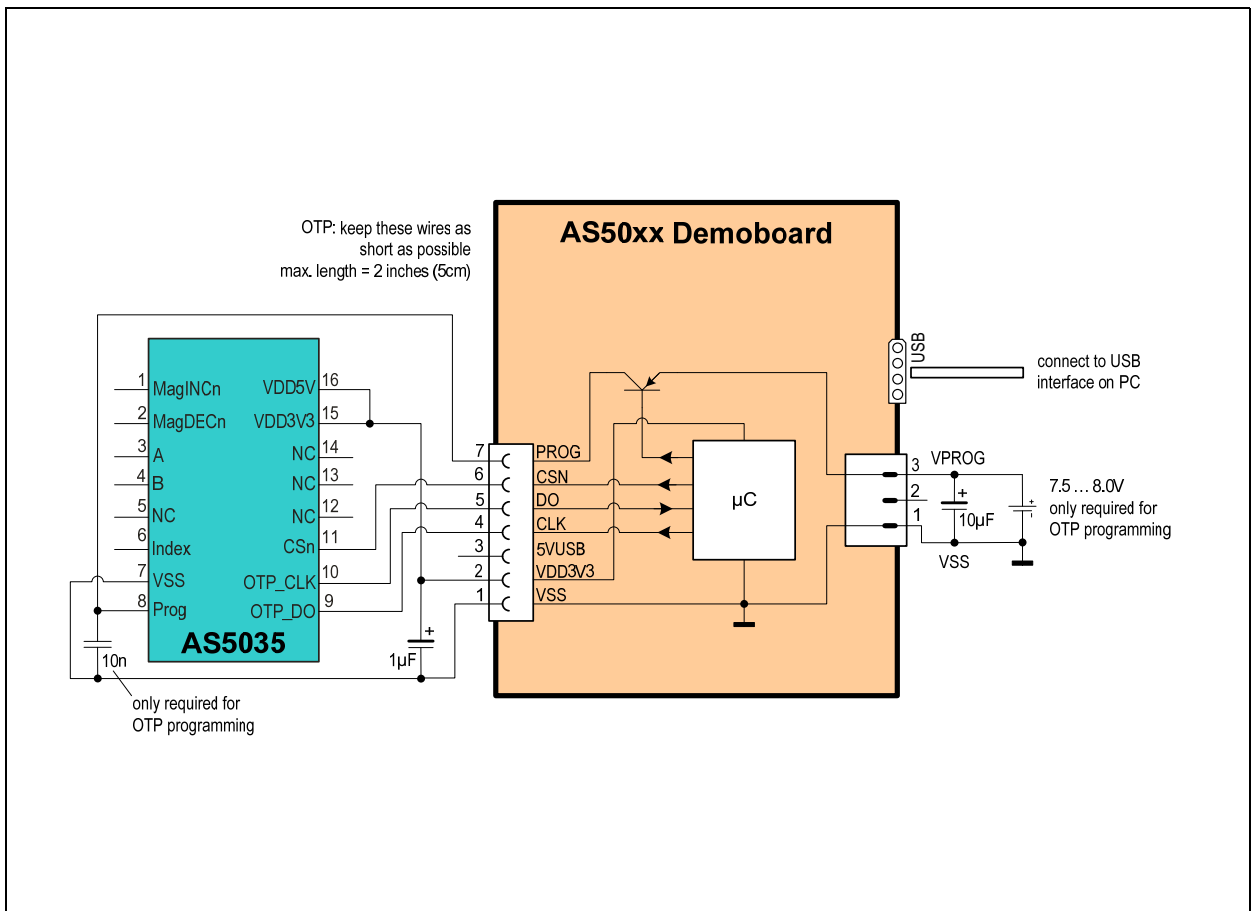 OTP: keep these wires as
short as possible
max. length = 2 inches (5cm)
AS50xx Demoboard
USB
connect to USB
interface on PC
1 MagINCn
2 MagDECn
3 A
4 B
5 NC
6 Index
7 VSS
8 Prog
VDD5V 16
VDD3V3 15
NC 14
NC 13
NC 12
CSn 11
OTP_CLK 10
OTP_DO 9
AS5035
10n
only required for
OTP programming
+
1µF
7 PROG
6 CSN
5 DO
4 CLK
3 5VUSB
2 VDD3V3
1 VSS
µC
3 VPROG
2
1
VSS
+
10µF
+
-
7.5 ... 8.0V
only required for
OTP programming